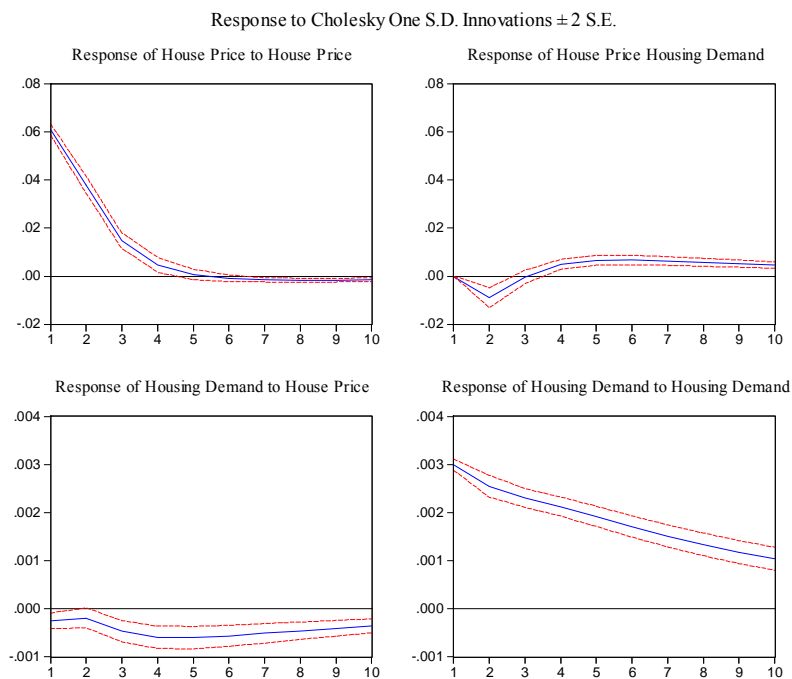 Response to Cholesky One S.D. Innovations ± 2 S.E.
Response of House Price to House Price
.08
.06
.04
.02
.00
-.02
1 2 3 4 5 6 7 8 9 10
Response of House Price Housing Demand
.08
.06
.04
.02
.00
-.02
1 2 3 4 5 6 7 8 9 10
Response of Housing Demand to House Price
.004
.003
.002
.001
.000
-.001
1 2 3 4 5 6 7 8 9 10
Response of Housing Demand to Housing Demand
.004
.003
.002
.001
.000
-.001
1 2 3 4 5 6 7 8 9 10